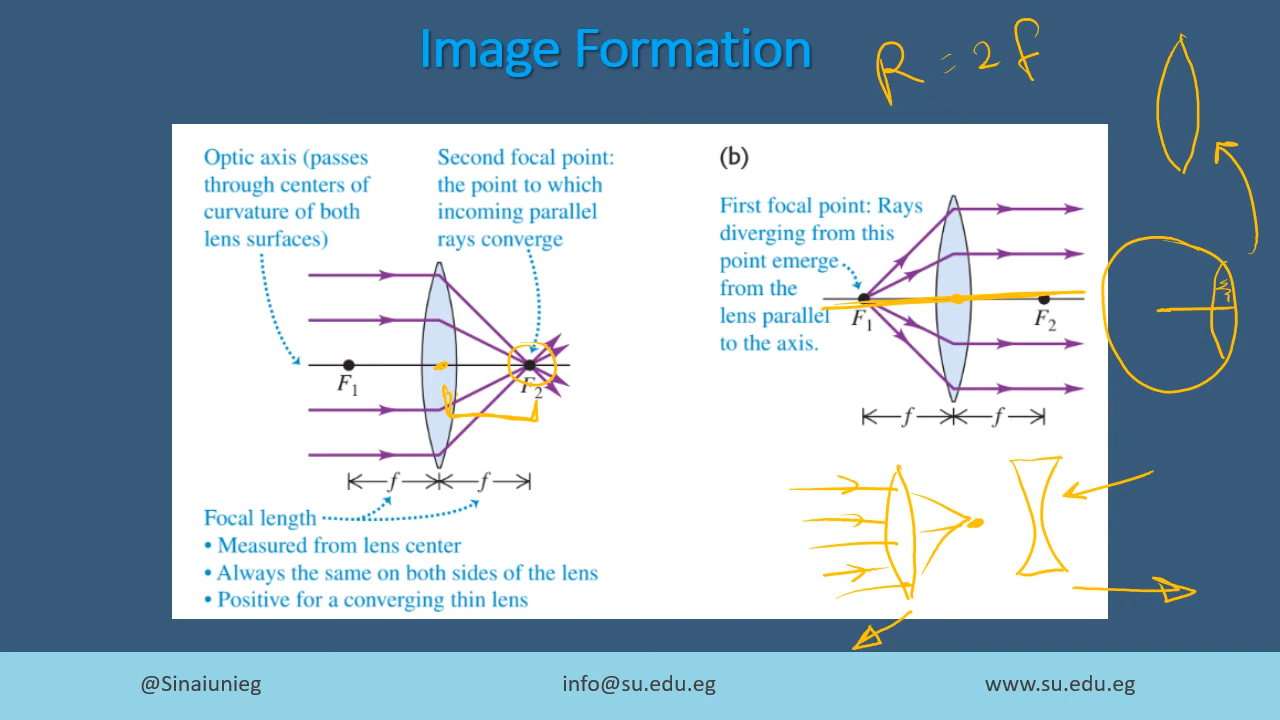 Image Formation
R = 2f
Optic axis (passes
through centers of
curvature of both
lens surfaces)
Second focal point:
the point to which
incoming parallel
rays converge
F₁
F₂
f
f
Focal length
• Measured from lens center
• Always the same on both sides of the lens
• Positive for a converging thin lens
(b)
First focal point: Rays
diverging from this
point emerge
from the
lens parallel
to the axis.
F₁
F₂
f
f
@Sinaiunieg
info@su.edu.eg
www.su.edu.eg